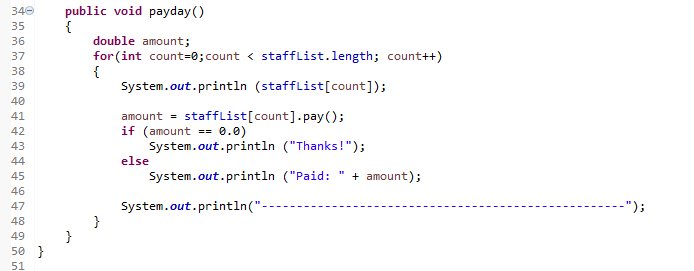 34 public void payday()
35 {
36 double amount;
37 for(int count=0;count < staffList.length; count++)
38 {
39 System.out.println (staffList[count]);
40
41 amount = staffList[count].pay();
42 if (amount == 0.0)
43 System.out.println ("Thanks!");
44 else
45 System.out.println ("Paid: " + amount);
46
47 System.out.println("----------------------------------------------------");
48 }
49 }
50 }
51